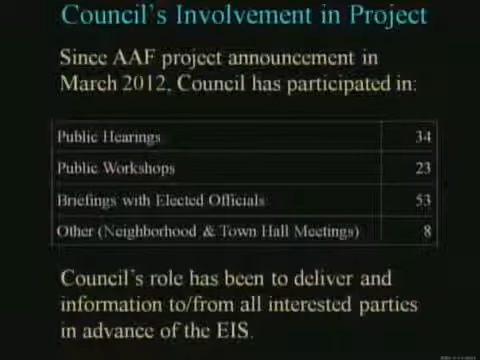 Council's Involvement in Project
Since AAF project announcement in
March 2012, Council has participated in:
Public Hearings 34
Public Workshops 23
Briefings with Elected Officials 53
Other (Neighborhood & Town Hall Meetings) 8
Council's role has been to deliver and
information to/from all interested parties
in advance of the EIS.